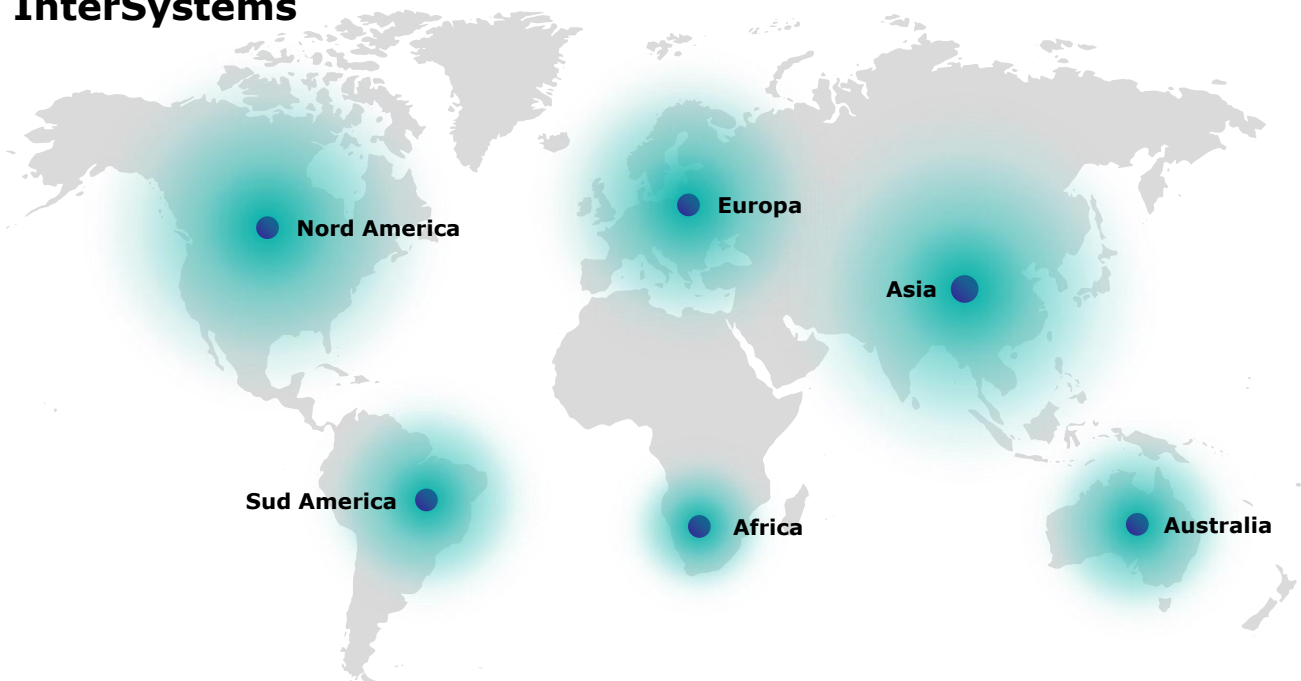 InterSystems
Europa
Nord America
Asia
Sud America
Africa
Australia